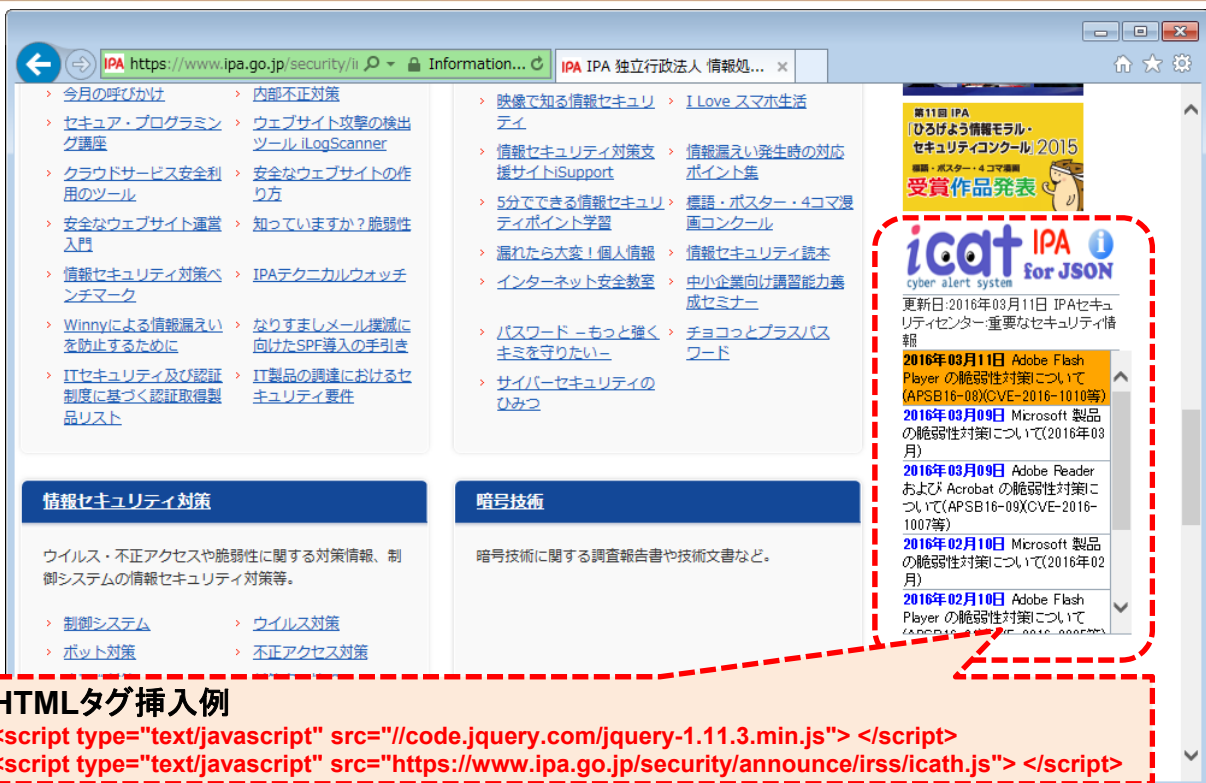 IPA https://www.ipa.go.jp/security/ii
Information...
IPA IPA 独立行政法人 情報処...
今月の呼びかけ
内部不正対策
セキュア・プログラミン
グ講座
ウェブサイト攻撃の検出
ツール iLogScanner
クラウドサービス安全利
用のツール
安全なウェブサイトの作
り方
安全なウェブサイト運営
入門
知っていますか？脆弱性
情報セキュリティ対策ベ
ンチマーク
IPAテクニカルウォッチ
Winnyによる情報漏えい
を防止するために
なりすましメール撲滅に
向けたSPF導入の手引き
ITセキュリティ及び認証
制度に基づく認証取得製
品リスト
IT製品の調達におけるセ
キュリティ要件
映像で知る情報セキュリ
ティ
I Love スマホ生活
情報セキュリティ対策支
援サイトiSupport
情報漏えい発生時の対応
ポイント集
5分でできる情報セキュリ
ティポイント学習
標語・ポスター・4コマ漫
画コンクール
漏れたら大変！個人情報
情報セキュリティ読本
インターネット安全教室
中小企業向け講習能力養
成セミナー
パスワード －もっと強く
キミを守りたい－
チョコっとプラスパス
ワード
サイバーセキュリティの
ひみつ
情報セキュリティ対策
ウイルス・不正アクセスや脆弱性に関する対策情報、制
御システムの情報セキュリティ対策等。
制御システム
ウイルス対策
ボット対策
不正アクセス対策
暗号技術
暗号技術に関する調査報告書や技術文書など。
第11回 IPA
「ひろげよう情報モラル・
セキュリティコンクール」2015
標語・ポスター・4コマ漫画
受賞作品発表
icat IPA i
for JSON
cyber alert system
更新日:2016年03月11日 IPAセキュ
リティセンター:重要なセキュリティ情
報
2016年03月11日 Adobe Flash
Player の脆弱性対策について
(APSB16-08)(CVE-2016-1010等)
2016年03月09日 Microsoft 製品
の脆弱性対策について(2016年03
月)
2016年03月09日 Adobe Reader
および Acrobat の脆弱性対策に
ついて(APSB16-09)(CVE-2016-
1007等)
2016年02月10日 Microsoft 製品
の脆弱性対策について(2016年02
月)
2016年02月10日 Adobe Flash
Player の脆弱性対策について
HTMLタグ挿入例
<script type="text/javascript" src="//code.jquery.com/jquery-1.11.3.min.js"> </script>
<script type="text/javascript" src="https://www.ipa.go.jp/security/announce/irss/icath.js"> </script>